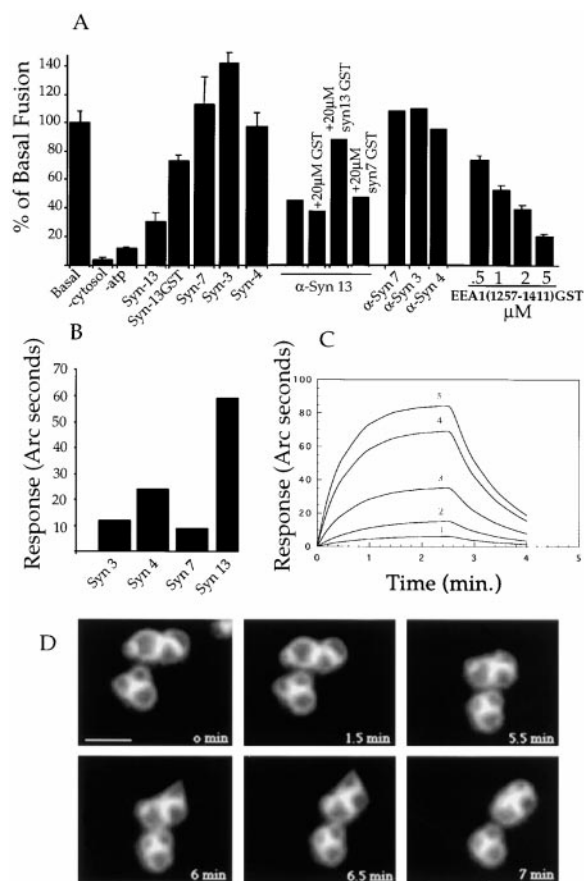 A
% of Basal Fusion
140
120
100
80
60
40
20
Basal
-cytosol
-atp
Syn-13
Syn-13GST
Syn-7
Syn-3
Syn-4
+20μM GST
+20μM syn13 GST
+20μM syn7 GST
α-Syn 13
α-Syn 7
α-Syn 3
α-Syn 4
.5 1 2 5
EEA1(1257-1411)GST
μM
B
Response (Arc seconds)
70
60
50
40
30
20
10
Syn 3
Syn 4
Syn 7
Syn 13
C
Response (Arc seconds)
100
80
60
40
20
0
0 1 2 3 4 5
5
4
3
2
1
Time (min.)
D
0 min
1.5 min
5.5 min
6 min
6.5 min
7 min